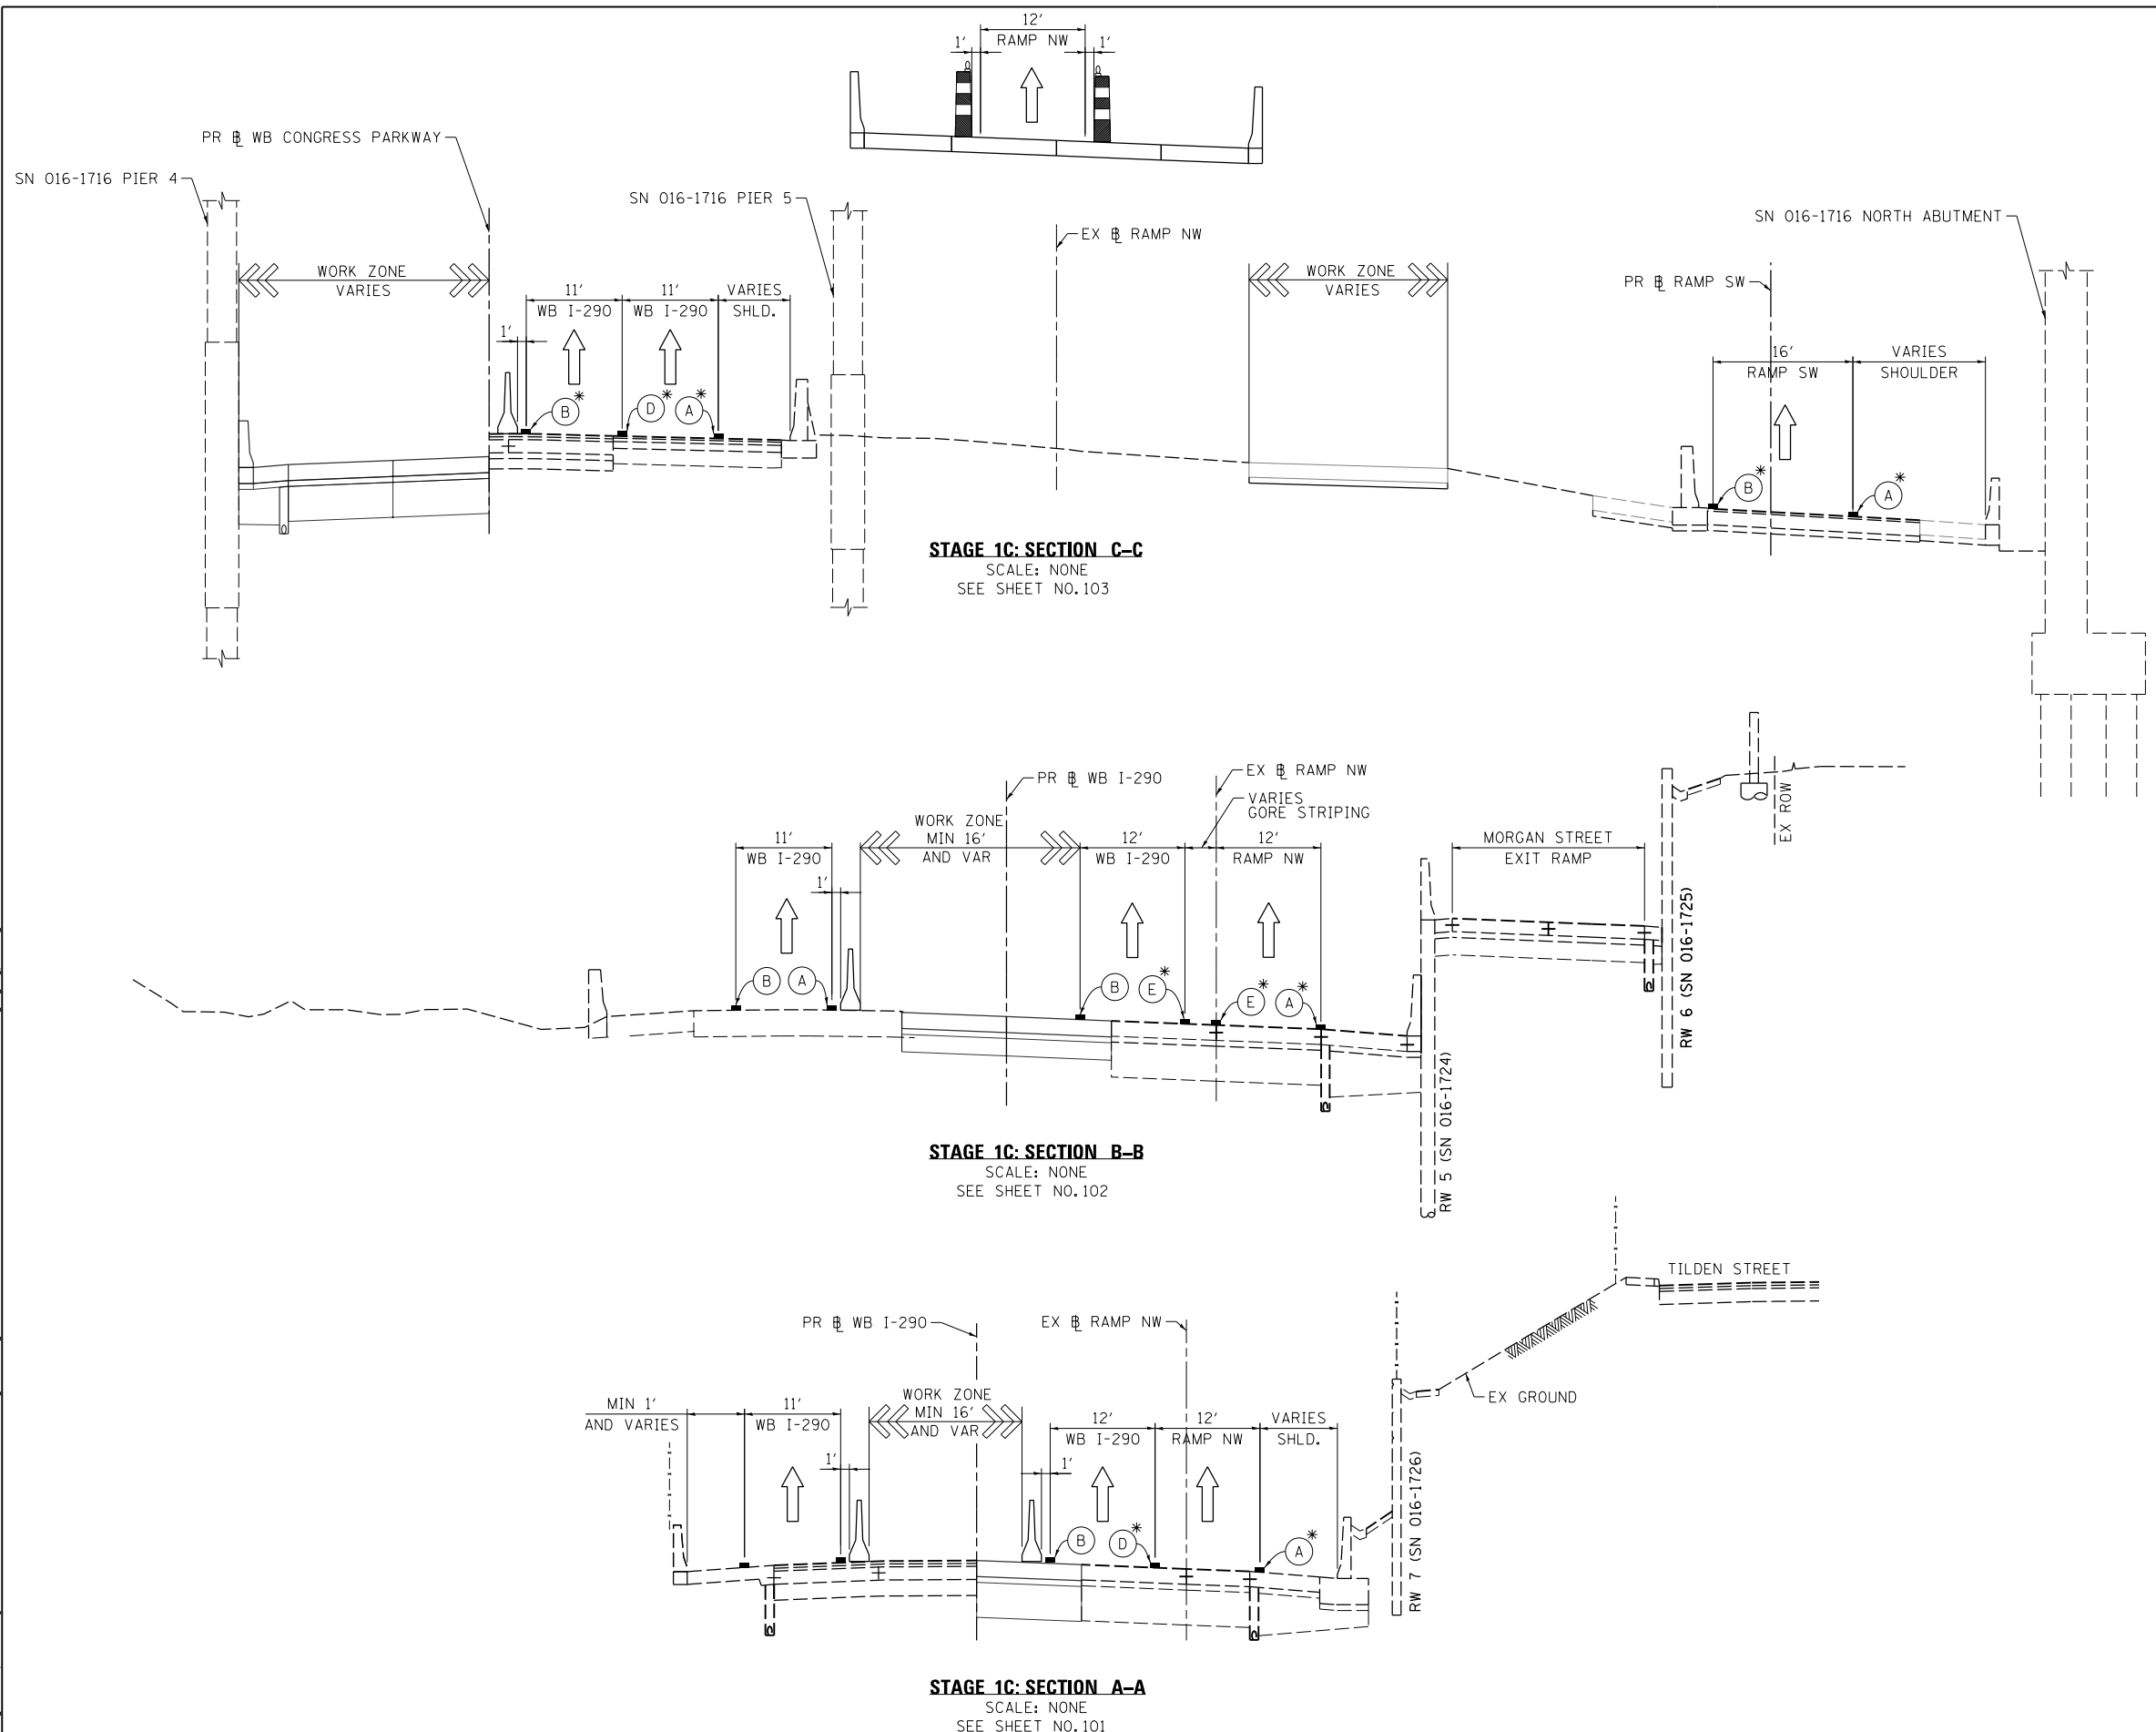 12'
1' RAMP NW 1'
PR ℄ WB CONGRESS PARKWAY
SN 016-1716 PIER 4
SN 016-1716 PIER 5
EX ℄ RAMP NW
SN 016-1716 NORTH ABUTMENT
WORK ZONE
VARIES
11' 11' VARIES
WB I-290 WB I-290 SHLD.
1'
WORK ZONE
VARIES
PR ℄ RAMP SW
16' VARIES
RAMP SW SHOULDER
B* D* A*
B* A*
STAGE 1C: SECTION C-C
SCALE: NONE
SEE SHEET NO.103
PR ℄ WB I-290
EX ℄ RAMP NW
VARIES
GORE STRIPING
EX ROW
11'
WB I-290
1'
WORK ZONE
MIN 16'
AND VAR
12'
WB I-290
12'
RAMP NW
MORGAN STREET
EXIT RAMP
B A B E* E* A*
RW 5 (SN 016-1724)
RW 6 (SN 016-1725)
STAGE 1C: SECTION B-B
SCALE: NONE
SEE SHEET NO.102
TILDEN STREET
PR ℄ WB I-290
EX ℄ RAMP NW
EX GROUND
MIN 1'
AND VARIES
11'
WB I-290
1'
WORK ZONE
MIN 16'
AND VAR
1'
12'
WB I-290
12'
RAMP NW
VARIES
SHLD.
B D* A*
RW 7 (SN 016-1726)
STAGE 1C: SECTION A-A
SCALE: NONE
SEE SHEET NO.101